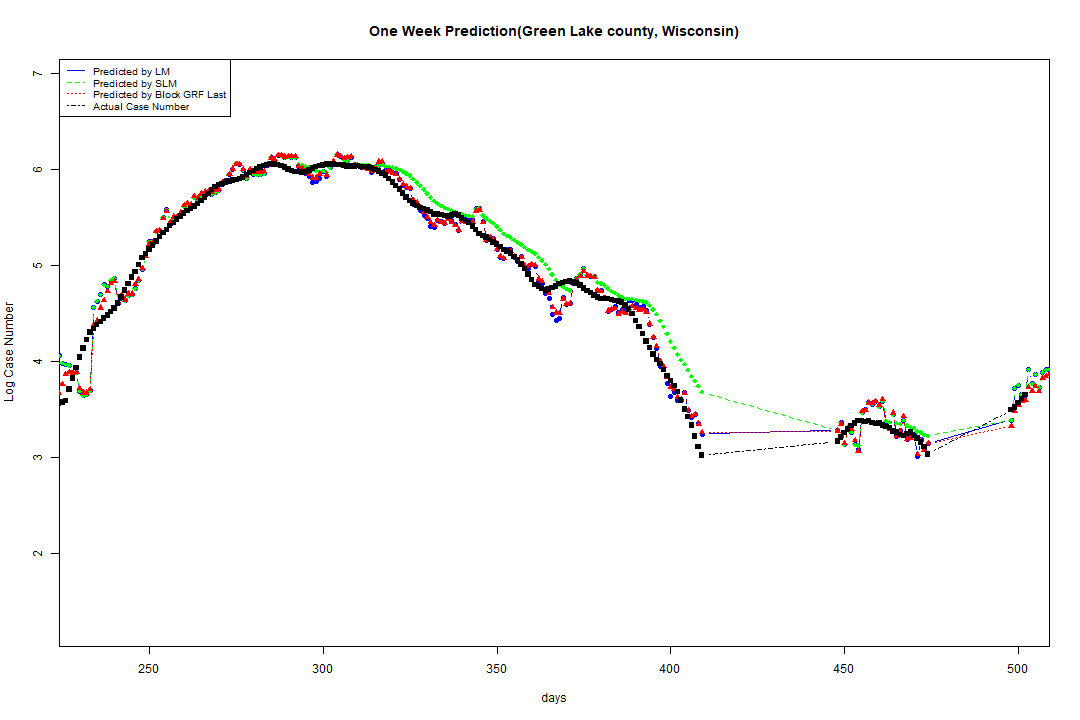 One Week Prediction(Green Lake county, Wisconsin)
Predicted by LM
Predicted by SLM
Predicted by Block GRF Last
Actual Case Number
7
6
5
4
3
2
Log Case Number
250 300 350 400 450 500
days